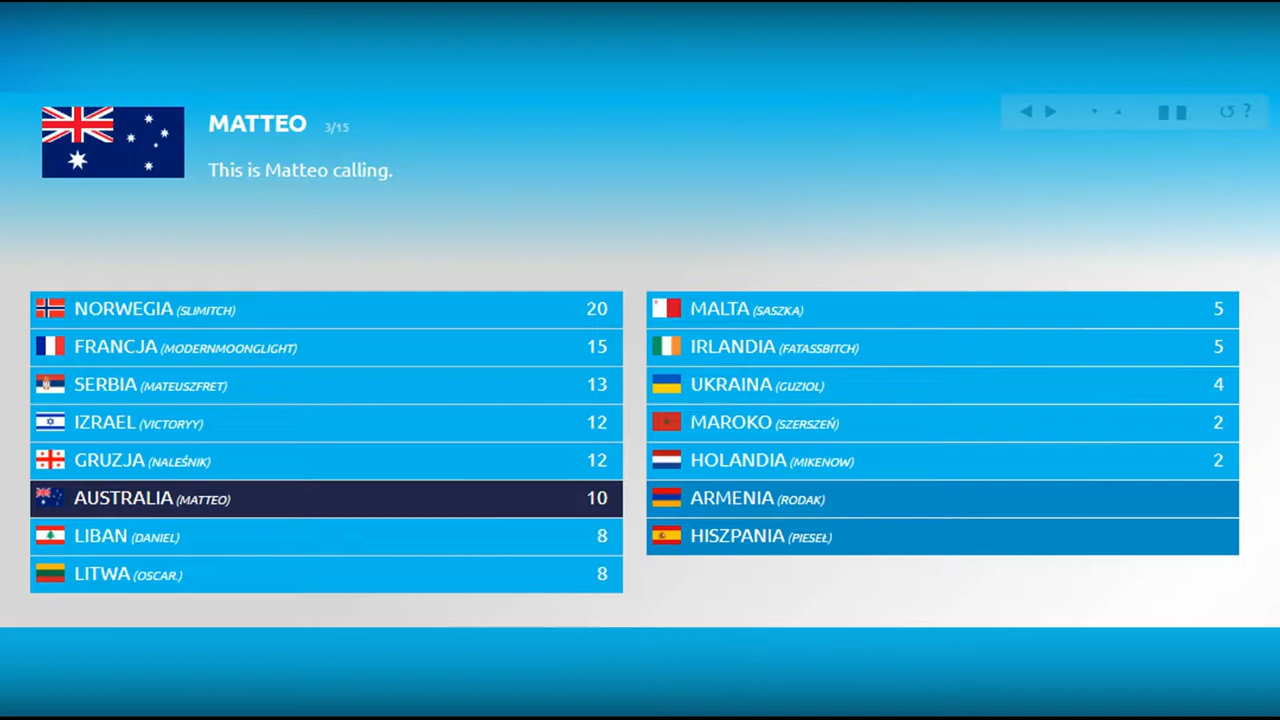 MATTEO 3/15
This is Matteo calling.
?
NORWEGIA (SLIMITCH) 20
FRANCJA (MODERNMOONGLIGHT) 15
SERBIA (MATEUSZFRET) 13
IZRAEL (VICTORYY) 12
GRUZJA (NALEŚNIK) 12
AUSTRALIA (MATTEO) 10
LIBAN (DANIEL) 8
LITWA (OSCAR.) 8
MALTA (SASZKA) 5
IRLANDIA (FATASSBITCH) 5
UKRAINA (GUZIOL) 4
MAROKO (SZERSZEŃ) 2
HOLANDIA (MIKENOW) 2
ARMENIA (RODAK)
HISZPANIA (PIESEŁ)